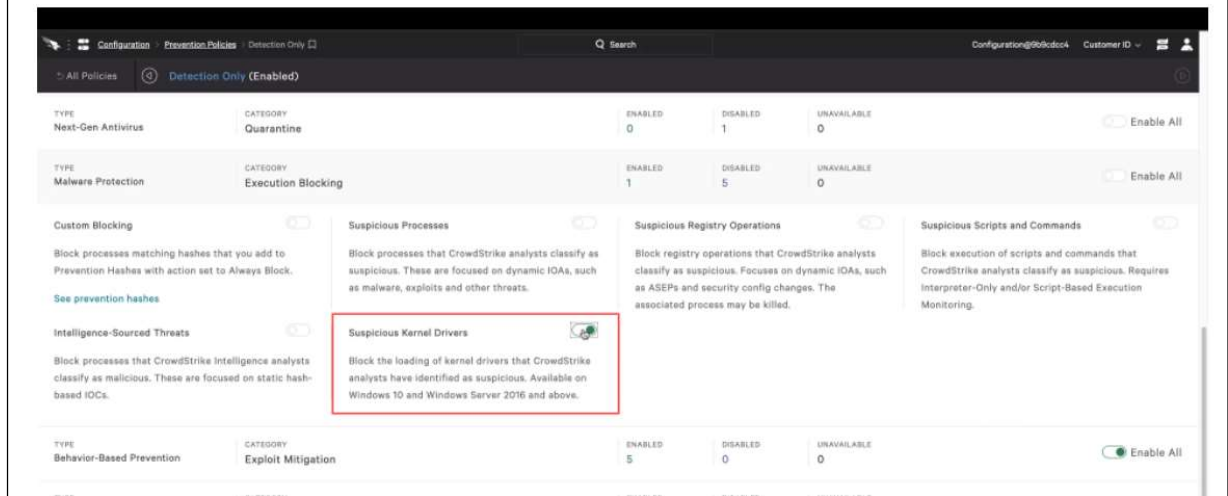 Configuration > Prevention Policies > Detection Only
Search
Configuration@9b9cdcc4 Customer ID
All Policies
Detection Only (Enabled)
TYPE CATEGORY ENABLED DISABLED UNAVAILABLE
Next-Gen Antivirus Quarantine 0 1 0 Enable All
TYPE CATEGORY ENABLED DISABLED UNAVAILABLE
Malware Protection Execution Blocking 1 5 0 Enable All
Custom Blocking
Block processes matching hashes that you add to
Prevention Hashes with action set to Always Block.
See prevention hashes
Suspicious Processes
Block processes that CrowdStrike analysts classify as
suspicious. These are focused on dynamic IOAs, such
as malware, exploits and other threats.
Suspicious Registry Operations
Block registry operations that CrowdStrike analysts
classify as suspicious. Focuses on dynamic IOAs, such
as ASEPs and security config changes. The
associated process may be killed.
Suspicious Scripts and Commands
Block execution of scripts and commands that
CrowdStrike analysts classify as suspicious. Requires
Interpreter-Only and/or Script-Based Execution
Monitoring.
Intelligence-Sourced Threats
Block processes that CrowdStrike Intelligence analysts
classify as malicious. These are focused on static hash-
based IOCs.
Suspicious Kernel Drivers
Block the loading of kernel drivers that CrowdStrike
analysts have identified as suspicious. Available on
Windows 10 and Windows Server 2016 and above.
TYPE CATEGORY ENABLED DISABLED UNAVAILABLE
Behavior-Based Prevention Exploit Mitigation 5 0 0 Enable All